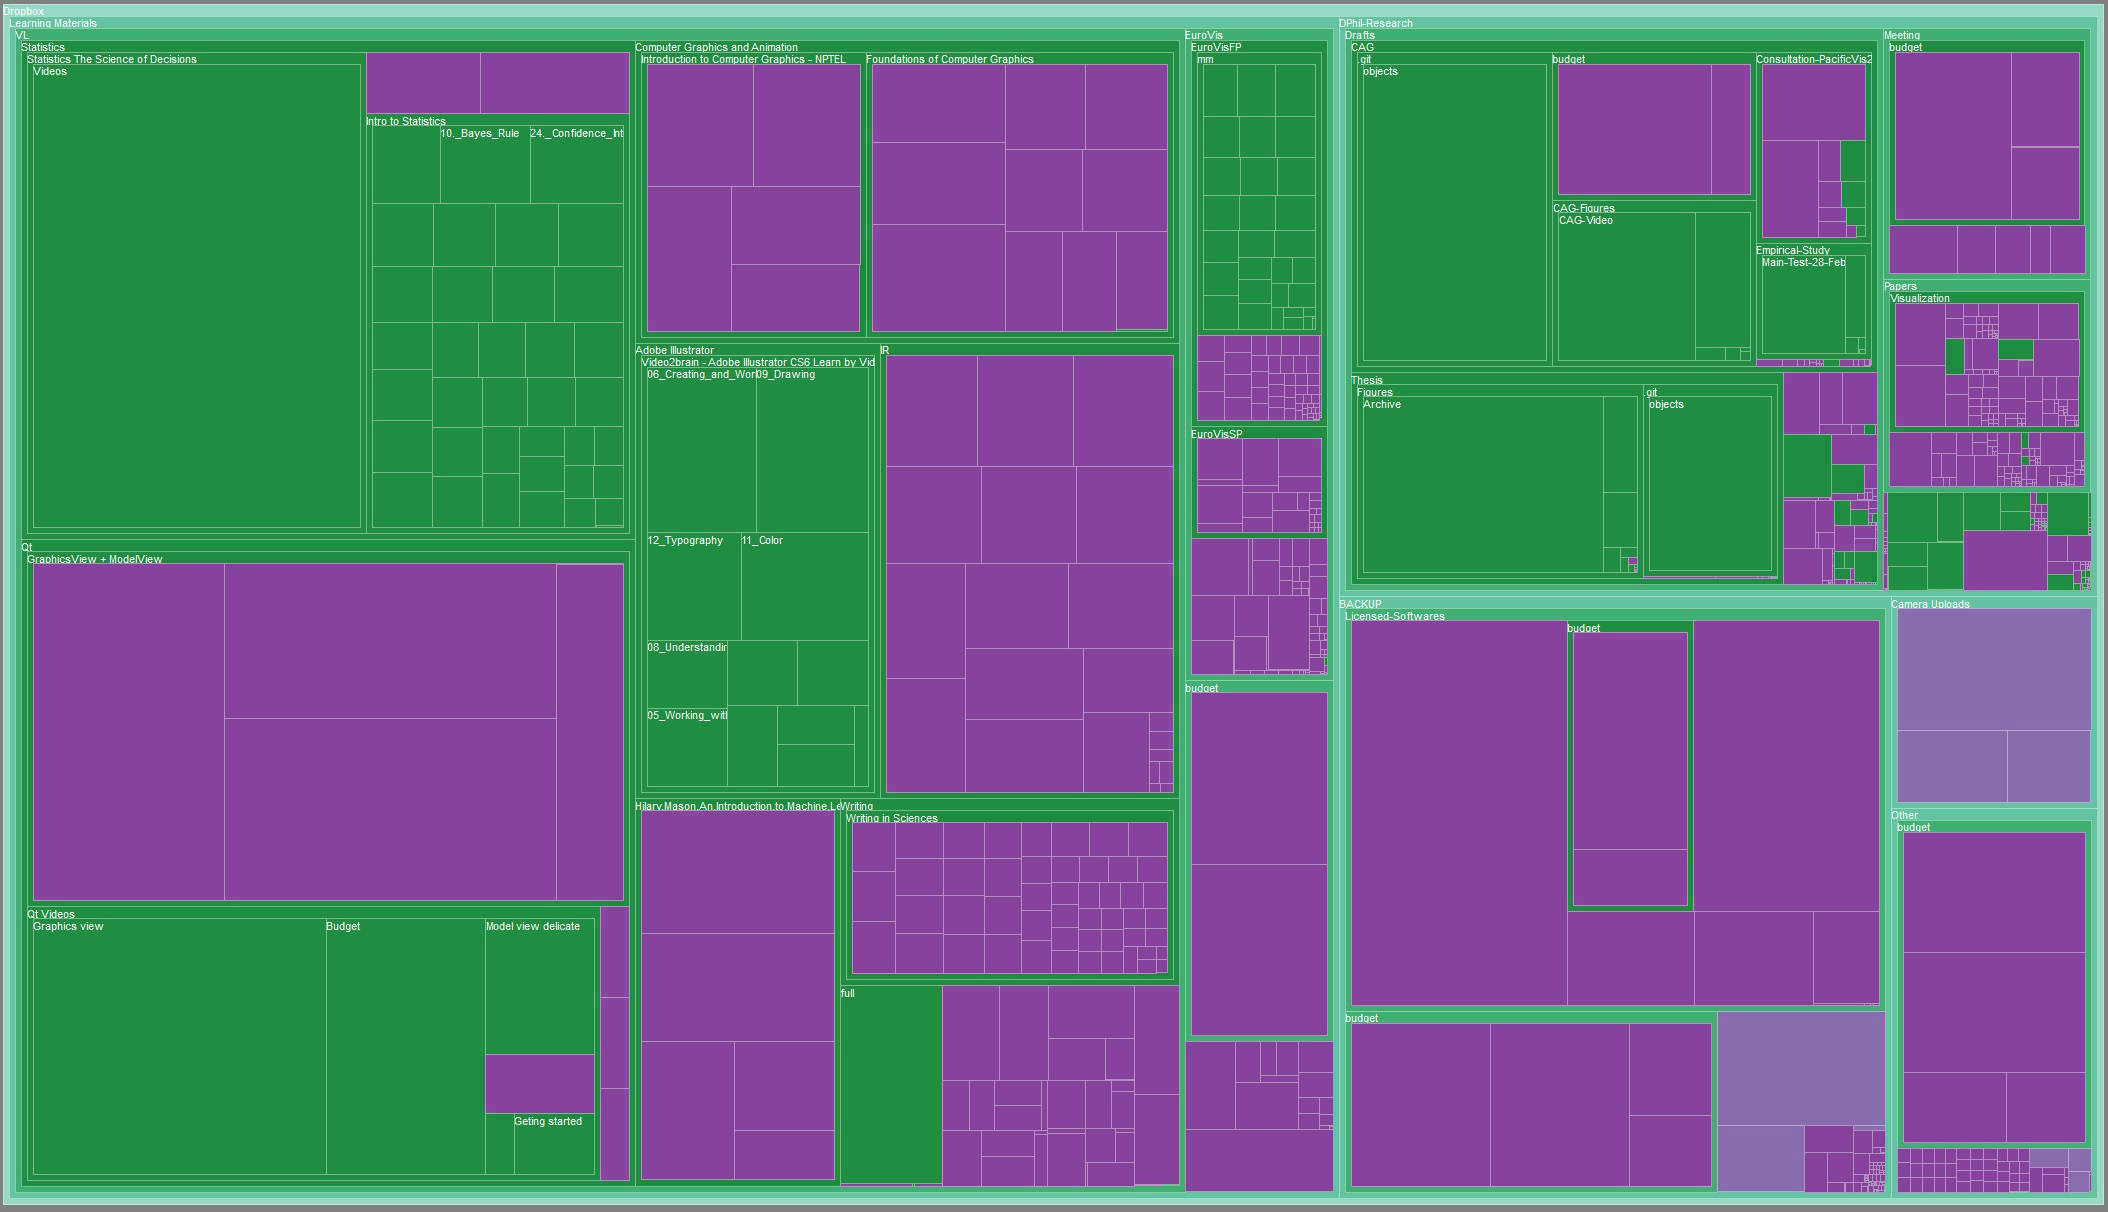 Dropbox
Learning Materials
VL
Statistics
Statistics The Science of Decisions
Videos
Intro to Statistics
10._Bayes_Rule
24._Confidence_Int
Qt
GraphicsView + ModelView
Qt Videos
Graphics view
Budget
Model view delicate
Geting started
Computer Graphics and Animation
Introduction to Computer Graphics - NPTEL
Foundations of Computer Graphics
Adobe Illustrator
Video2brain - Adobe Illustrator CS6 Learn by Vid
06_Creating_and_Worl
09_Drawing
12_Typography
11_Color
08_Understandin
05_Working_witl
IR
Hilary.Mason.An.Introduction.to.Machine.Le
Writing
Writing in Sciences
full
EuroVis
EuroVisFP
mm
EuroVisSP
budget
DPhil-Research
Drafts
CAG
.git
objects
budget
CAG-Figures
CAG-Video
Consultation-PacificVis2
Empirical-Study
Main-Test-28-Feb
Thesis
Figures
Archive
.git
objects
Meeting
budget
Papers
Visualization
BACKUP
Licensed-Softwares
budget
budget
Camera Uploads
Other
budget